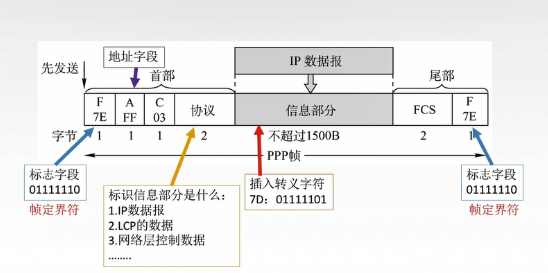 地址字段
IP 数据报
先发送
首部
尾部
F
7E
A
FF
C
03
协议
信息部分
FCS
F
7E
字节
1
1
1
2
不超过1500B
2
1
PPP帧
标志字段
01111110
帧定界符
标识信息部分是什么：
1.IP数据报
2.LCP的数据
3.网络层控制数据
……..
插入转义字符
7D：01111101
标志字段
01111110
帧定界符